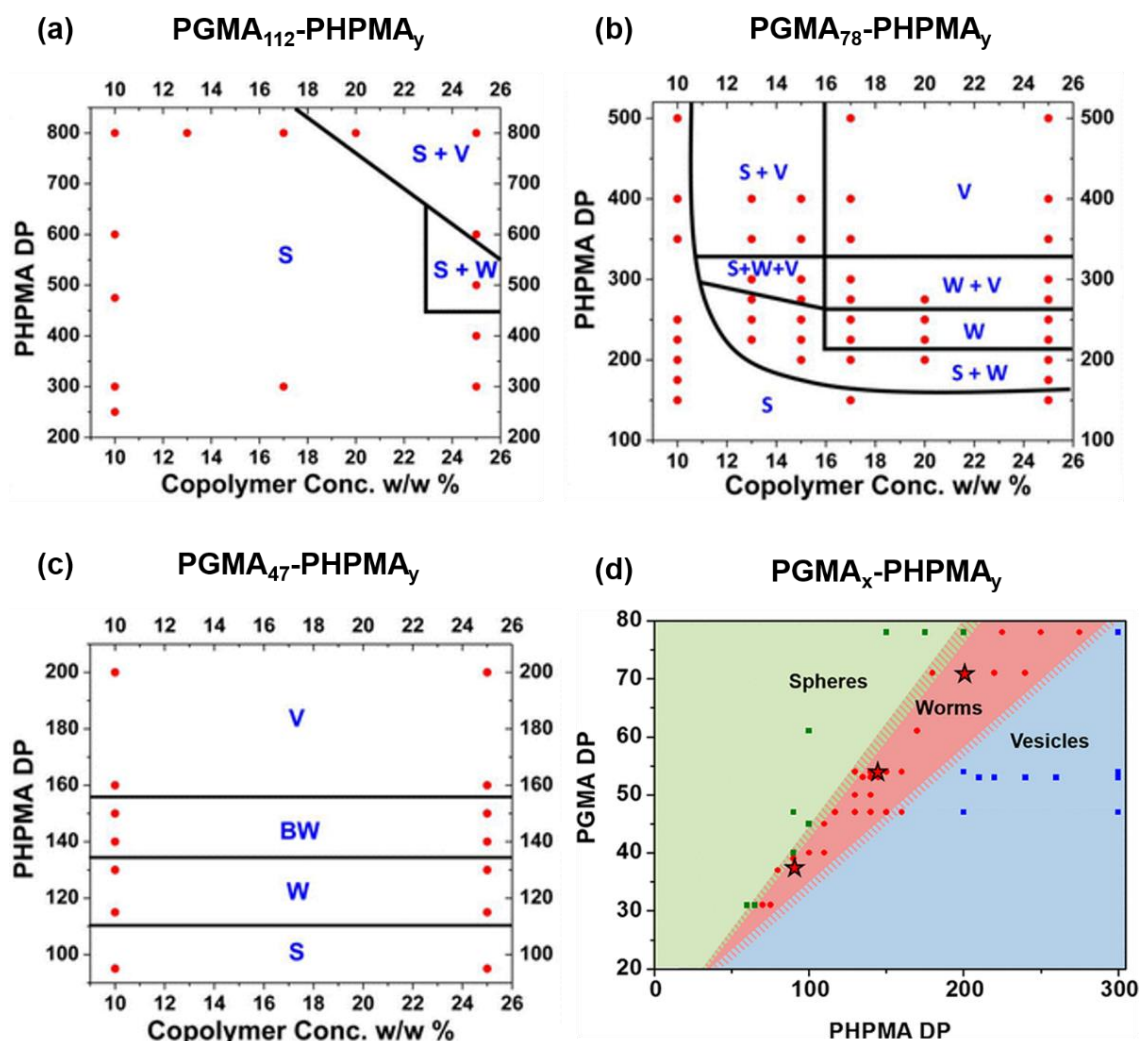 (a) PGMA112-PHPMAy
10 12 14 16 18 20 22 24 26
800 800
700 700
600 600
500 500
400 400
300 300
200 200
S + V
S
S + W
PHPMA DP
10 12 14 16 18 20 22 24 26
Copolymer Conc. w/w %
(b) PGMA78-PHPMAy
10 12 14 16 18 20 22 24 26
500 500
400 400
300 300
200 200
100 100
S + V
V
S+W+V
W + V
W
S + W
S
PHPMA DP
10 12 14 16 18 20 22 24 26
Copolymer Conc. w/w %
(c) PGMA47-PHPMAy
10 12 14 16 18 20 22 24 26
200 200
180 180
160 160
140 140
120 120
100 100
V
BW
W
S
PHPMA DP
10 12 14 16 18 20 22 24 26
Copolymer Conc. w/w %
(d) PGMAx-PHPMAy
80
70
60
50
40
30
20
Spheres
Worms
Vesicles
PGMA DP
0 100 200 300
PHPMA DP